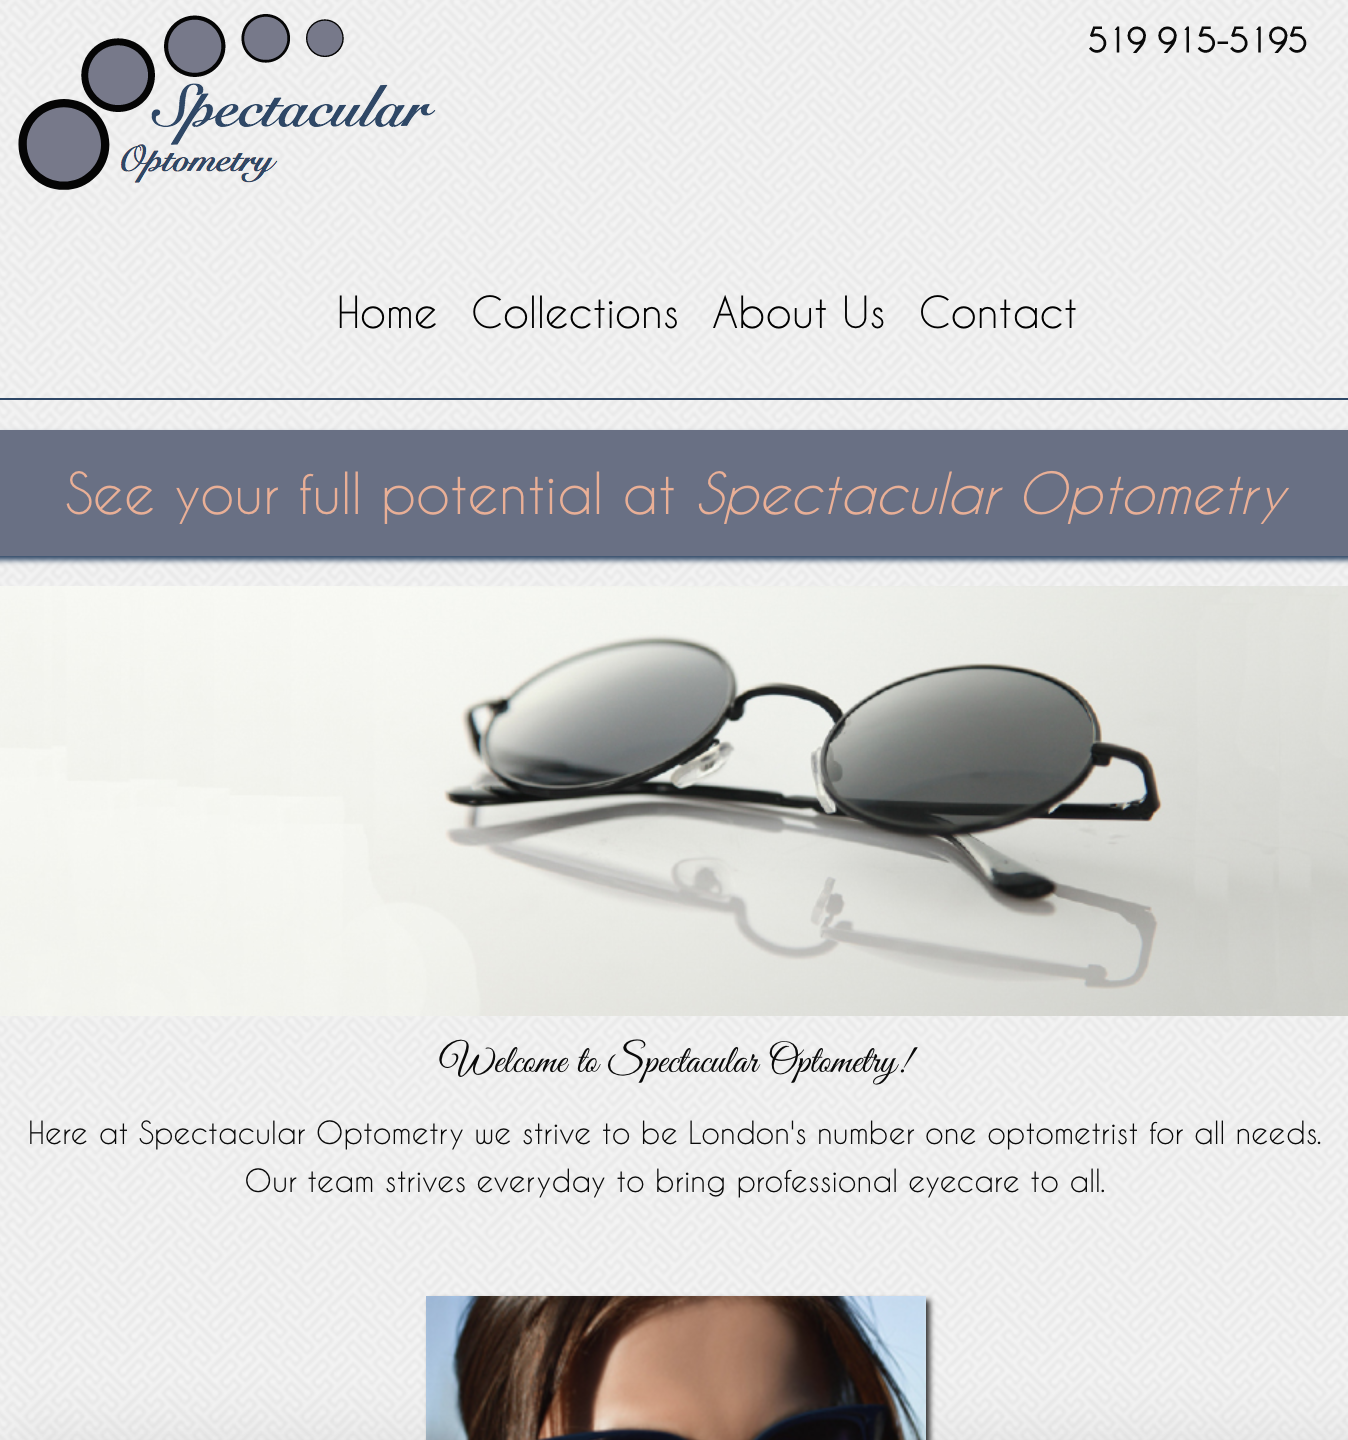 Spectacular
Optometry
519 915-5195
Home Collections About Us Contact
See your full potential at Spectacular Optometry
Welcome to Spectacular Optometry!
Here at Spectacular Optometry we strive to be London's number one optometrist for all needs.
Our team strives everyday to bring professional eyecare to all.